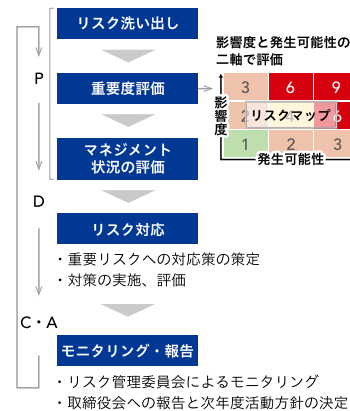 リスク洗い出し
影響度と発生可能性の
二軸で評価
P
重要度評価
3 6 9
影響度
2 4 6
リスクマップ
1 2 3
発生可能性
マネジメント
状況の評価
D
リスク対応
・重要リスクへの対応策の策定
・対策の実施、評価
C・A
モニタリング・報告
・リスク管理委員会によるモニタリング
・取締役会への報告と次年度活動方針の決定